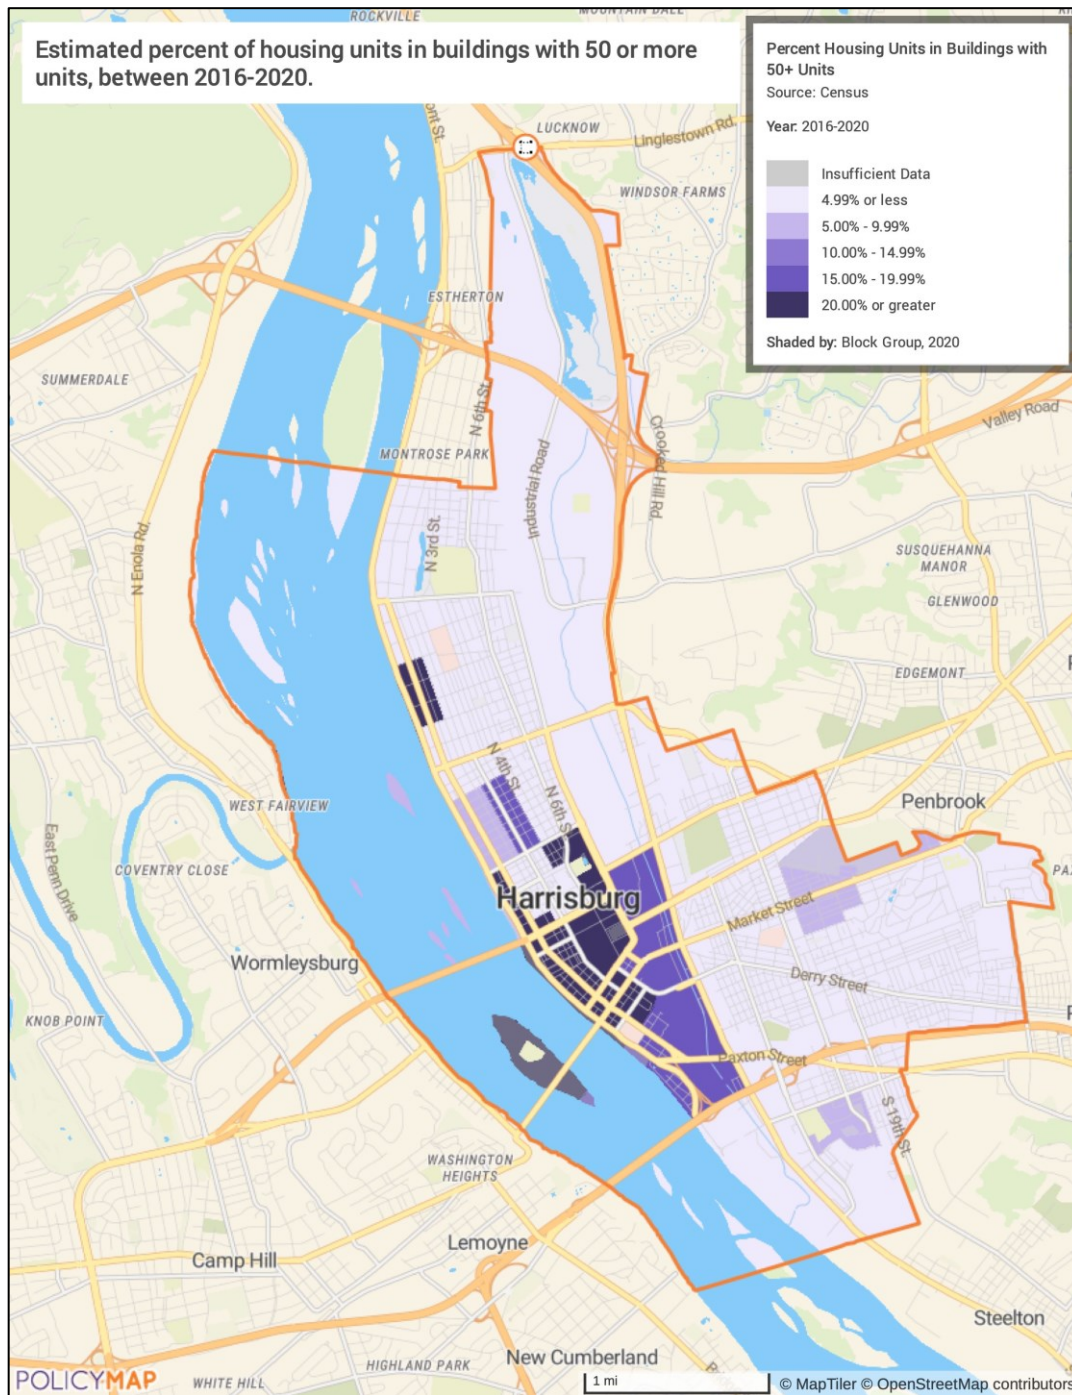 ROCKVILLE
MOUNTAIN DALE
Estimated percent of housing units in buildings with 50 or more
units, between 2016-2020.
Percent Housing Units in Buildings with
50+ Units
Source: Census
Year: 2016-2020
Insufficient Data
4.99% or less
5.00% - 9.99%
10.00% - 14.99%
15.00% - 19.99%
20.00% or greater
Shaded by: Block Group, 2020
ont St.
LUCKNOW
Linglestown Rd.
WINDSOR FARMS
ESTHERTON
SUMMERDALE
N 6th St.
Crooked Hill Rd.
Valley Road
MONTROSE PARK
Industrial Road
N 3rd St.
N Enola Rd.
SUSQUEHANNA
MANOR
GLENWOOD
EDGEMONT
N 4th St.
N 6th St
WEST FAIRVIEW
Penbrook
East Penn Drive
COVENTRY CLOSE
PAX
Harrisburg
Market Street
Wormleysburg
Derry Street
KNOB POINT
Paxton Street
S 19th St.
WASHINGTON
HEIGHTS
Lemoyne
Camp Hill
Steelton
New Cumberland
HIGHLAND PARK
WHITE HILL
POLICYMAP
1 mi
© MapTiler © OpenStreetMap contributors